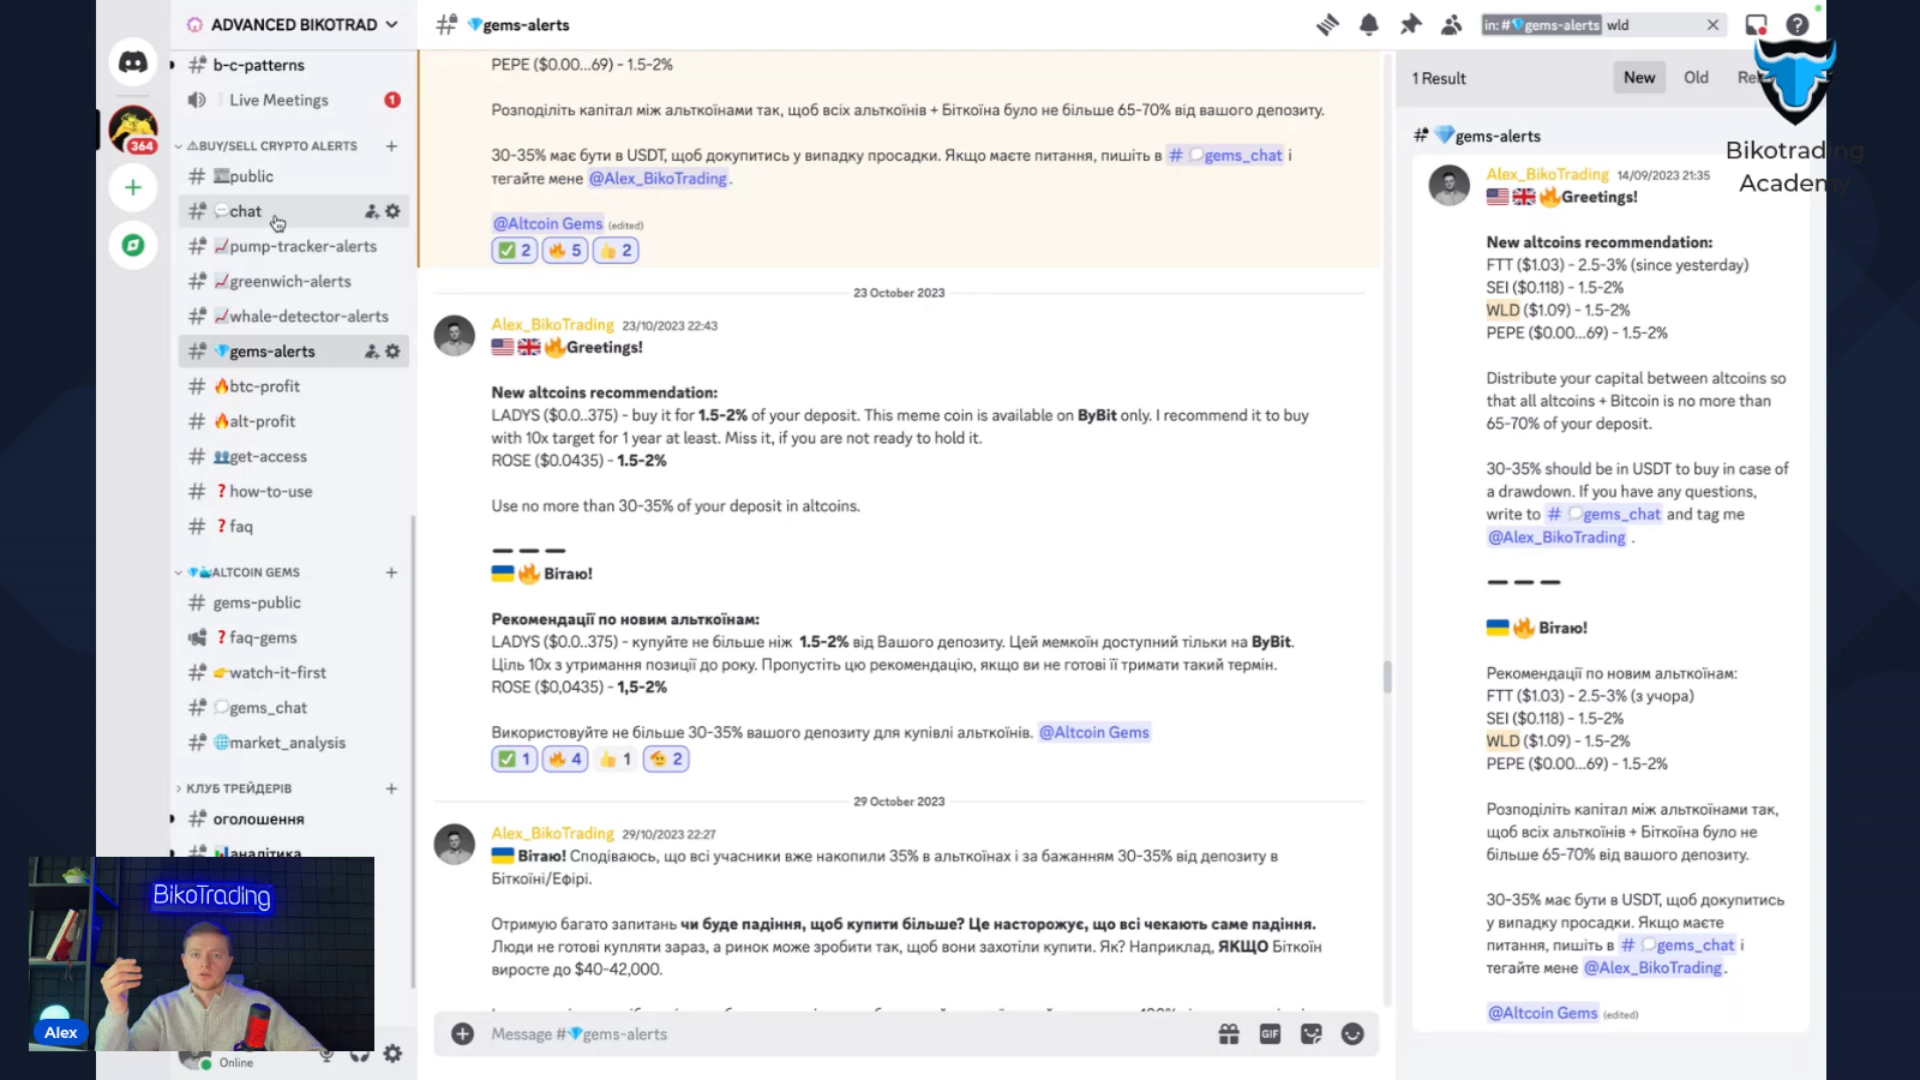 ADVANCED BIKOTRAD
b-c-patterns
Live Meetings
1
364
⚠BUY/SELL CRYPTO ALERTS
public
chat
pump-tracker-alerts
greenwich-alerts
whale-detector-alerts
gems-alerts
btc-profit
alt-profit
get-access
how-to-use
faq
ALTCOIN GEMS
gems-public
faq-gems
watch-it-first
gems_chat
market_analysis
КЛУБ ТРЕЙДЕРІВ
оголошення
аналітика
BikoTrading
Alex
Online
gems-alerts
PEPE ($0.00...69) - 1.5-2%
Розподіліть капітал між альткоїнами так, щоб всіх альткоїнів + Біткоїна було не більше 65-70% від вашого депозиту.
30-35% має бути в USDT, щоб докупитись у випадку просадки. Якщо маєте питання, пишіть в # gems_chat і
тегайте мене @Alex_BikoTrading .
@Altcoin Gems (edited)
✅ 2 🔥 5 👍 2
23 October 2023
Alex_BikoTrading 23/10/2023 22:43
🇺🇸 🇬🇧 🔥Greetings!
New altcoins recommendation:
LADYS ($0.0..375) - buy it for 1.5-2% of your deposit. This meme coin is available on ByBit only. I recommend it to buy
with 10x target for 1 year at least. Miss it, if you are not ready to hold it.
ROSE ($0.0435) - 1.5-2%
Use no more than 30-35% of your deposit in altcoins.
— — —
🇺🇦 🔥 Вітаю!
Рекомендації по новим альткоїнам:
LADYS ($0.0..375) - купуйте не більше ніж 1.5-2% від Вашого депозиту. Цей мемкоїн доступний тільки на ByBit.
Ціль 10x з утримання позиції до року. Пропустіть цю рекомендацію, якщо ви не готові її тримати такий термін.
ROSE ($0,0435) - 1,5-2%
Використовуйте не більше 30-35% вашого депозиту для купівлі альткоїнів. @Altcoin Gems
✅ 1 🔥 4 👍 1 2
29 October 2023
Alex_BikoTrading 29/10/2023 22:27
🇺🇦 Вітаю! Сподіваюсь, що всі учасники вже накопили 35% в альткоїнах і за бажанням 30-35% від депозиту в
Біткоїні/Ефірі.
Отримую багато запитань чи буде падіння, щоб купити більше? Це насторожує, що всі чекають саме падіння.
Люди не готові купляти зараз, а ринок може зробити так, щоб вони захотіли купити. Як? Наприклад, ЯКЩО Біткоїн
виросте до $40-42,000.
Message #gems-alerts
GIF
in: #gems-alerts wld
1 Result
New
Old
Bikotrading
Academy
gems-alerts
Alex_BikoTrading 14/09/2023 21:35
🇺🇸 🇬🇧 🔥Greetings!
New altcoins recommendation:
FTT ($1.03) - 2.5-3% (since yesterday)
SEI ($0.118) - 1.5-2%
WLD ($1.09) - 1.5-2%
PEPE ($0.00...69) - 1.5-2%
Distribute your capital between altcoins so
that all altcoins + Bitcoin is no more than
65-70% of your deposit.
30-35% should be in USDT to buy in case of
a drawdown. If you have any questions,
write to # gems_chat and tag me
@Alex_BikoTrading .
— — —
🇺🇦 🔥 Вітаю!
Рекомендації по новим альткоїнам:
FTT ($1.03) - 2.5-3% (з учора)
SEI ($0.118) - 1.5-2%
WLD ($1.09) - 1.5-2%
PEPE ($0.00...69) - 1.5-2%
Розподіліть капітал між альткоїнами так,
щоб всіх альткоїнів + Біткоїна було не
більше 65-70% від вашого депозиту.
30-35% має бути в USDT, щоб докупитись
у випадку просадки. Якщо маєте
питання, пишіть в # gems_chat і
тегайте мене @Alex_BikoTrading.
@Altcoin Gems (edited)